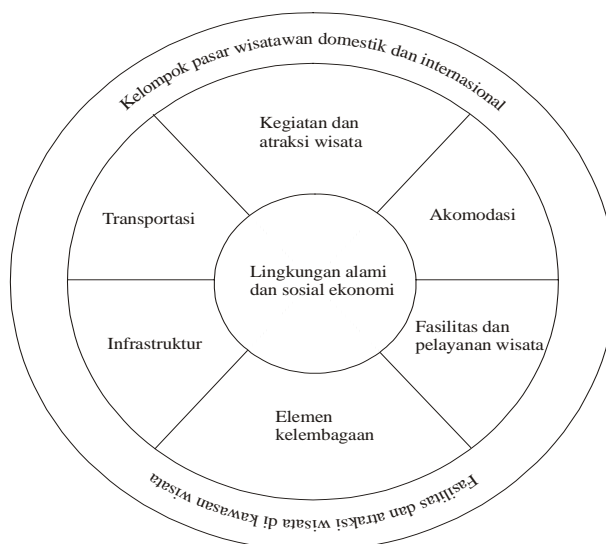 Kelompok pasar wisatawan domestik dan internasional
Kegiatan dan
atraksi wisata
Transportasi
Akomodasi
Lingkungan alami
dan sosial ekonomi
Infrastruktur
Fasilitas dan
pelayanan wisata
Elemen
kelembagaan
Fasilitas dan atraksi wisata di kawasan wisata